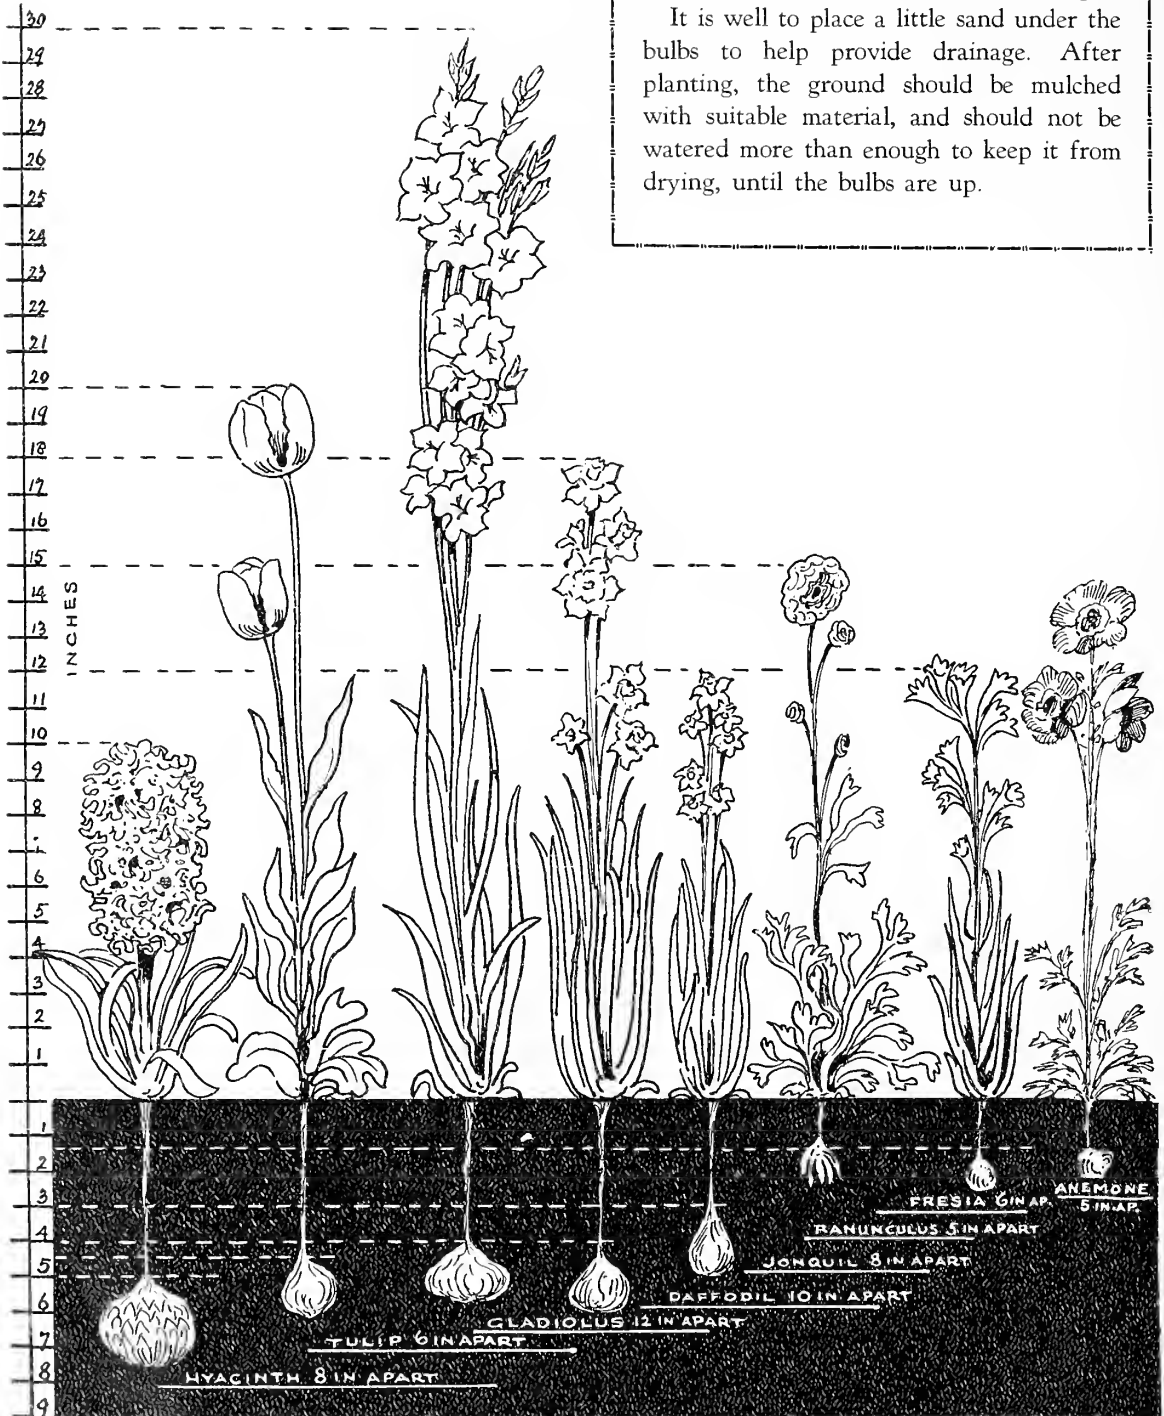 It is well to place a little sand under the
bulbs to help provide drainage. After
planting, the ground should be mulched
with suitable material, and should not be
watered more than enough to keep it from
drying, until the bulbs are up.
30
29
28
27
26
25
24
23
22
21
20
19
18
17
16
15
14
13
12
11
10
9
8
7
6
5
4
3
2
1
INCHES
1
2
3
4
5
6
7
8
9
ANEMONE
5 IN. AP.
FRESIA 6 IN AP.
RANUNCULUS 5 IN APART
JONQUIL 8 IN APART
DAFFODIL 10 IN APART
GLADIOLUS 12 IN APART
TULIP 6 IN APART
HYACINTH 8 IN APART